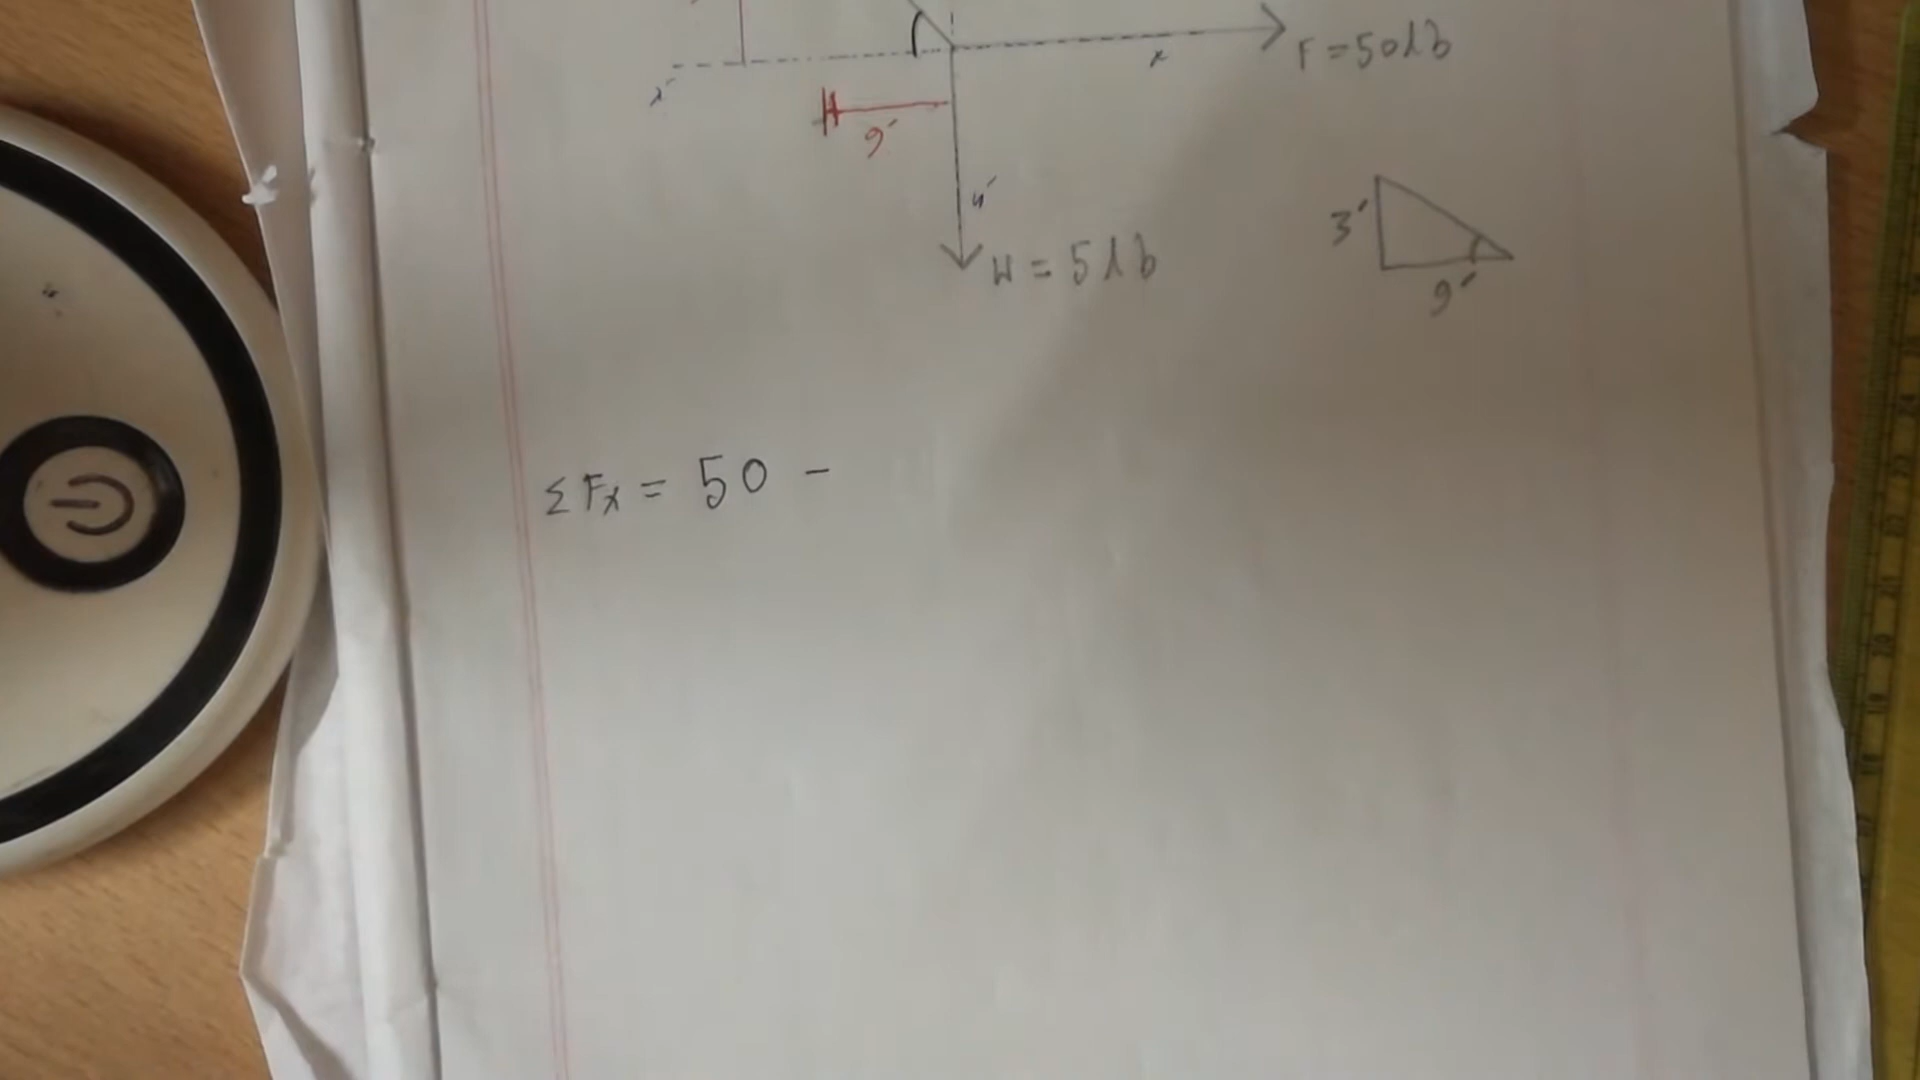 F = 50 lb
x
x'
9'
y'
3'
W = 5 lb
9'
ΣFx = 50 -